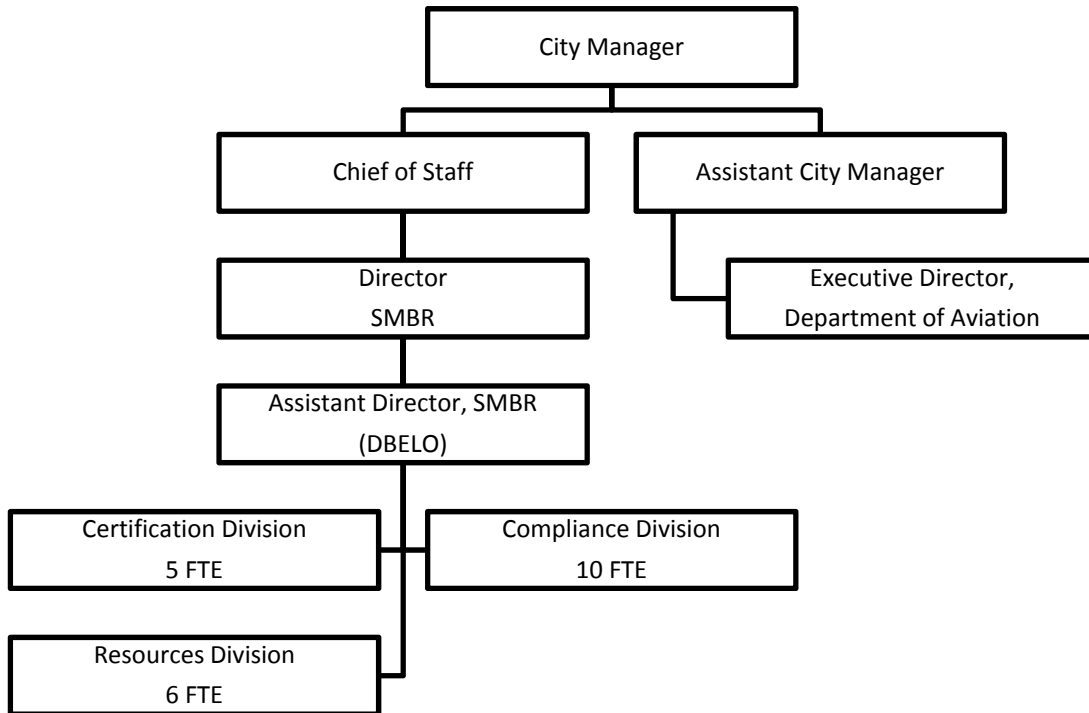 City Manager
Chief of Staff
Assistant City Manager
Director
SMBR
Executive Director,
Department of Aviation
Assistant Director, SMBR
(DBELO)
Certification Division
5 FTE
Compliance Division
10 FTE
Resources Division
6 FTE